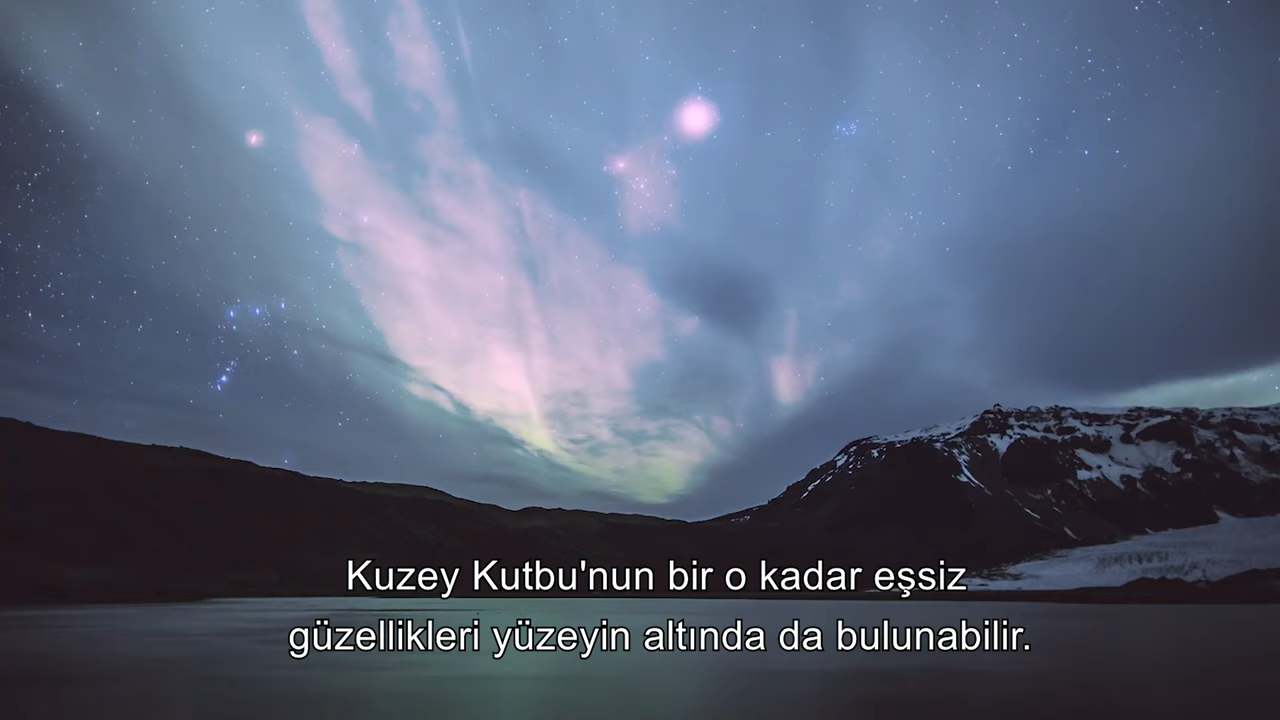 Kuzey Kutbu'nun bir o kadar eşsiz
güzellikleri yüzeyin altında da bulunabilir.